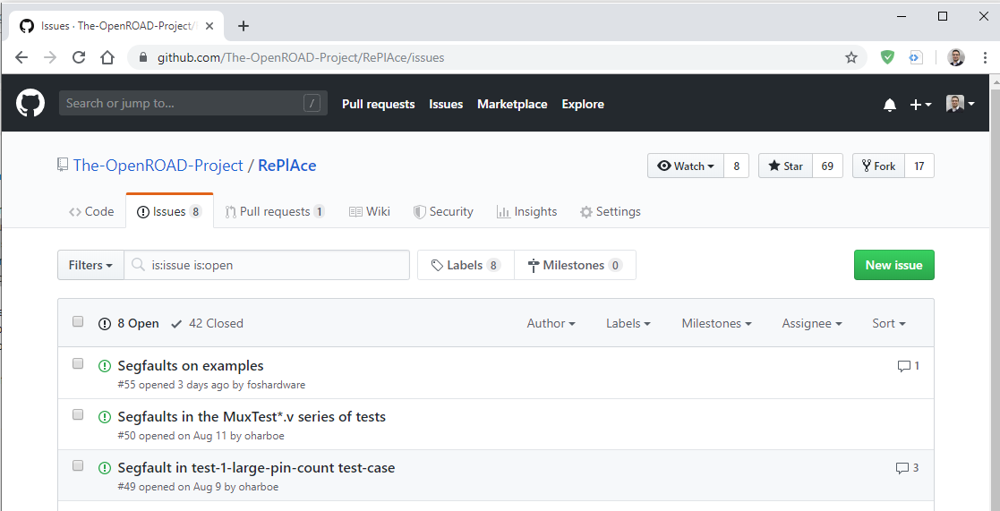 Issues · The-OpenROAD-Project/
github.com/The-OpenROAD-Project/RePlAce/issues
Search or jump to... /
Pull requests Issues Marketplace Explore
The-OpenROAD-Project / RePlAce
Watch 8 Star 69 Fork 17
Code Issues 8 Pull requests 1 Wiki Security Insights Settings
Filters is:issue is:open Labels 8 Milestones 0 New issue
8 Open 42 Closed Author Labels Milestones Assignee Sort
Segfaults on examples 1
#55 opened 3 days ago by foshardware
Segfaults in the MuxTest*.v series of tests
#50 opened on Aug 11 by oharboe
Segfault in test-1-large-pin-count test-case 3
#49 opened on Aug 9 by oharboe